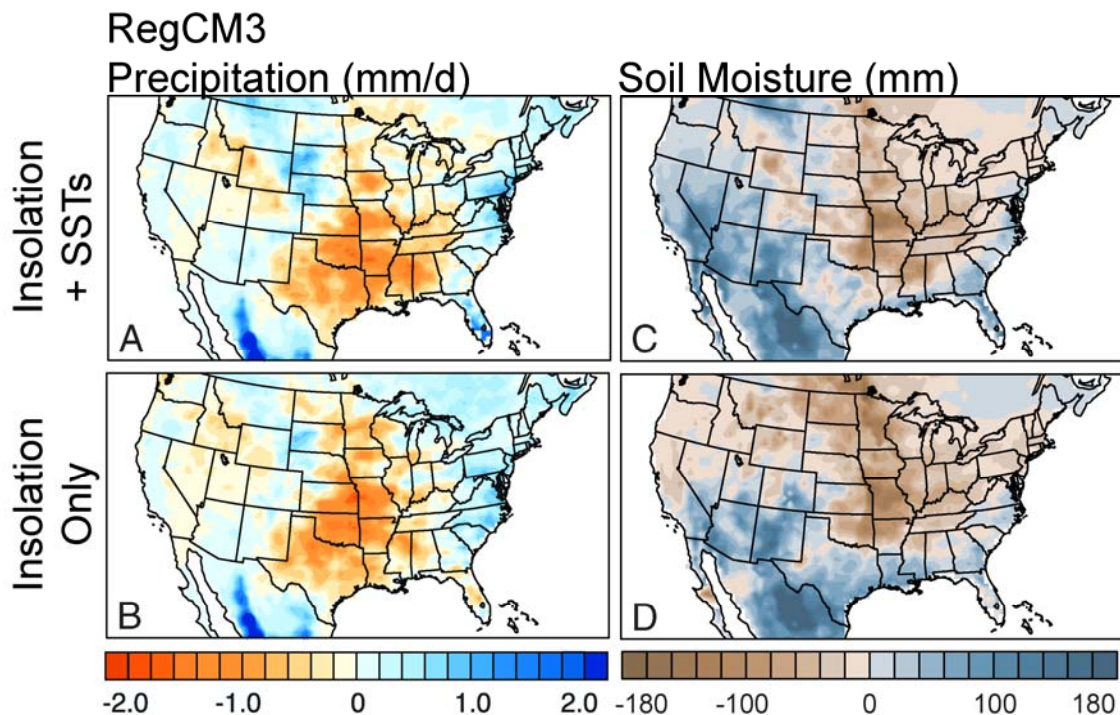 RegCM3
Precipitation (mm/d)
Soil Moisture (mm)
Insolation
+ SSTs
A
C
Insolation
Only
B
D
-2.0 -1.0 0 1.0 2.0
-180 -100 0 100 180